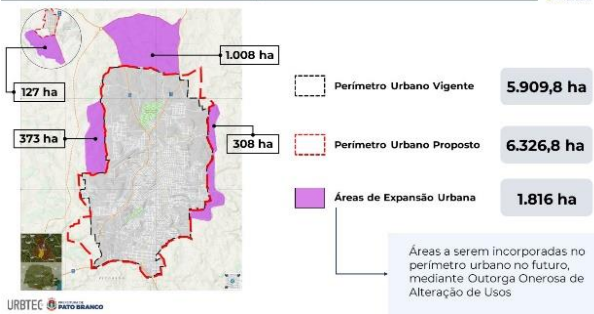 1.008 ha
127 ha
373 ha
308 ha
Perímetro Urbano Vigente
5.909,8 ha
Perímetro Urbano Proposto
6.326,8 ha
Áreas de Expansão Urbana
1.816 ha
Áreas a serem incorporadas no
perímetro urbano no futuro,
mediante Outorga Onerosa de
Alteração de Usos
URBTEC
PATO BRANCO